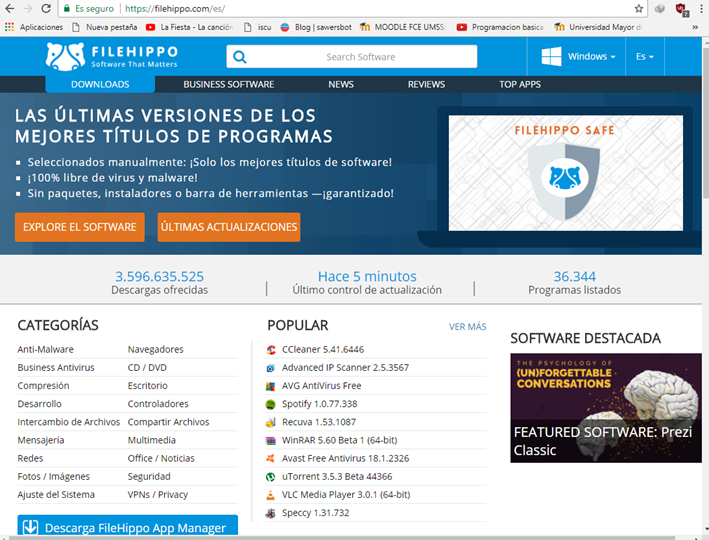 Es seguro | https://filehippo.com/es/
Aplicaciones Nueva pestaña La Fiesta - La canción iscu Blog | sawersbot MOODLE FCE UMSS: Programacion basica Universidad Mayor de
FILEHIPPO
Software That Matters
Search Software
Windows
Es
DOWNLOADS BUSINESS SOFTWARE NEWS REVIEWS TOP APPS
LAS ÚLTIMAS VERSIONES DE LOS
MEJORES TÍTULOS DE PROGRAMAS
Seleccionados manualmente: ¡Solo los mejores títulos de software!
¡100% libre de virus y malware!
Sin paquetes, instaladores o barra de herramientas —¡garantizado!
EXPLORE EL SOFTWARE
ÚLTIMAS ACTUALIZACIONES
FILEHIPPO SAFE
3.596.635.525
Descargas ofrecidas
Hace 5 minutos
Último control de actualización
36.344
Programas listados
CATEGORÍAS
Anti-Malware
Business Antivirus
Compresión
Desarrollo
Intercambio de Archivos
Mensajería
Redes
Fotos / Imágenes
Ajuste del Sistema
Navegadores
CD / DVD
Escritorio
Controladores
Compartir Archivos
Multimedia
Office / Noticias
Seguridad
VPNs / Privacy
Descarga FileHippo App Manager
POPULAR
VER MÁS
CCleaner 5.41.6446
Advanced IP Scanner 2.5.3567
AVG AntiVirus Free
Spotify 1.0.77.338
Recuva 1.53.1087
WinRAR 5.60 Beta 1 (64-bit)
Avast Free Antivirus 18.1.2326
uTorrent 3.5.3 Beta 44366
VLC Media Player 3.0.1 (64-bit)
Speccy 1.31.732
SOFTWARE DESTACADA
THE PSYCHOLOGY OF
(UN)FORGETTABLE
CONVERSATIONS
FEATURED SOFTWARE: Prezi
Classic